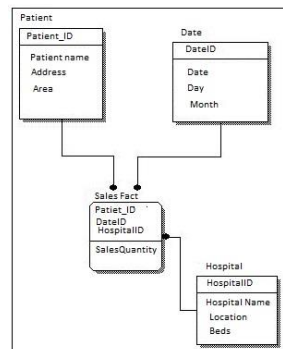 Patient
Patient_ID
Patient name
Address
Area
Date
DateID
Date
Day
Month
Sales Fact
Patiet_ID
DateID
HospitalID
SalesQuantity
Hospital
HospitalID
Hospital Name
Location
Beds